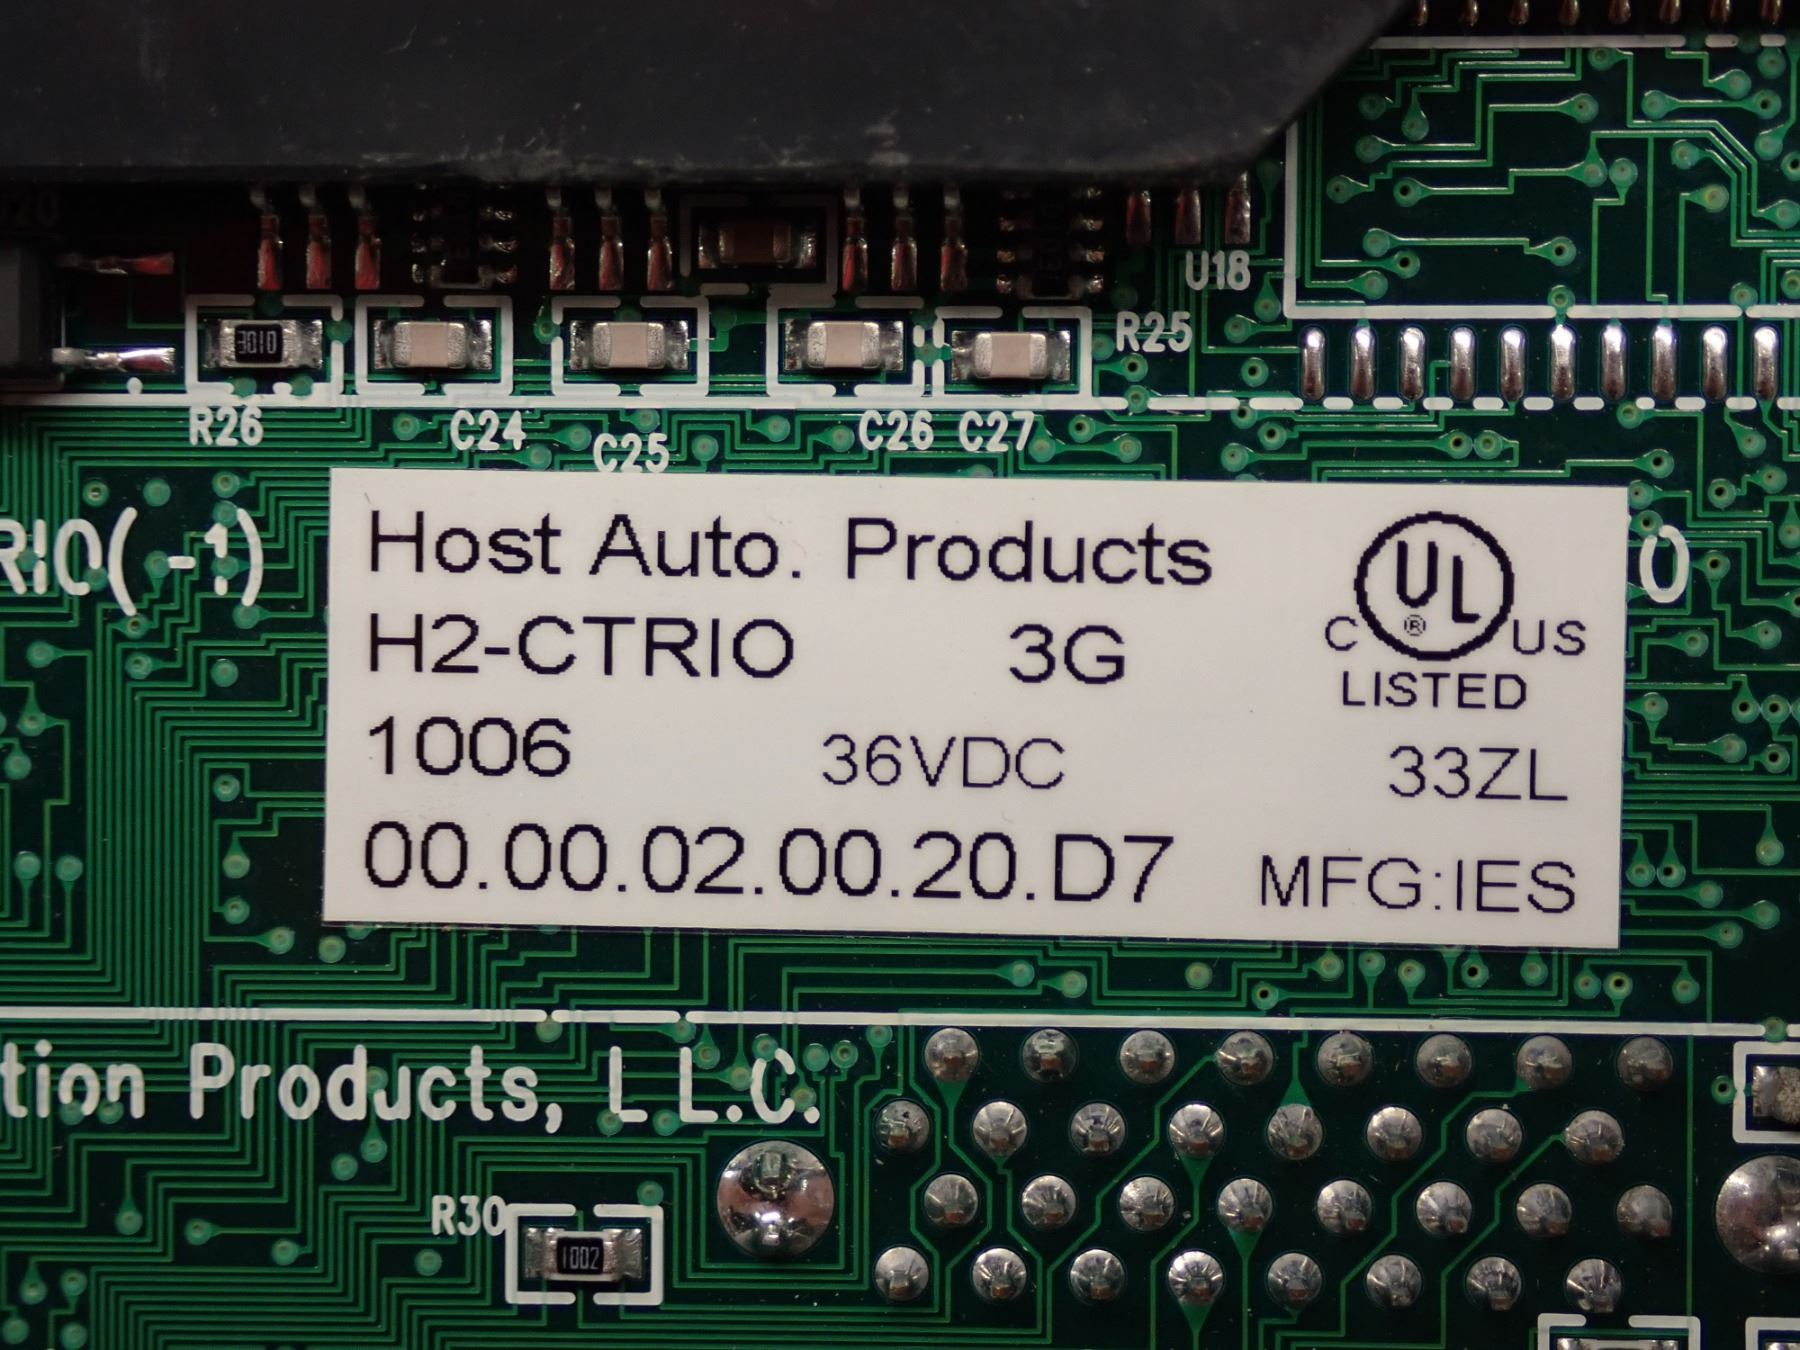 U18
R25
3010
R26
C24
C25
C26 C27
RIO(-1)
O
Host Auto. Products
H2-CTRIO 3G
1006 36VDC 33ZL
00.00.02.00.20.D7 MFG:IES
C UL ® US
LISTED
tion Products, L.L.C.
R30
1002